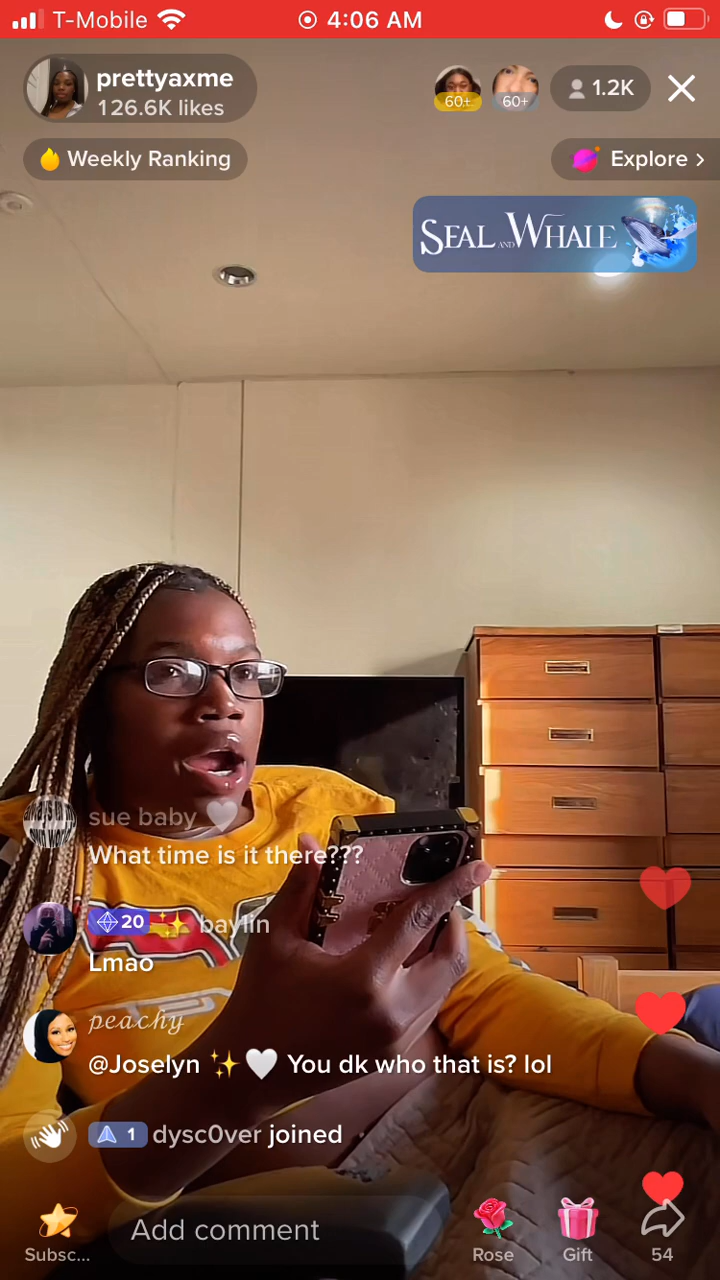 T-Mobile
4:06 AM
prettyaxme
126.6K likes
60+
60+
1.2K
Weekly Ranking
Explore >
SEAL AND WHALE
sue baby 🤍
What time is it there???
20 ✨ baylin
Lmao
peachy
@Joselyn ✨🤍 You dk who that is? lol
1 dysc0ver joined
Add comment
Subsc...
Rose
Gift
54